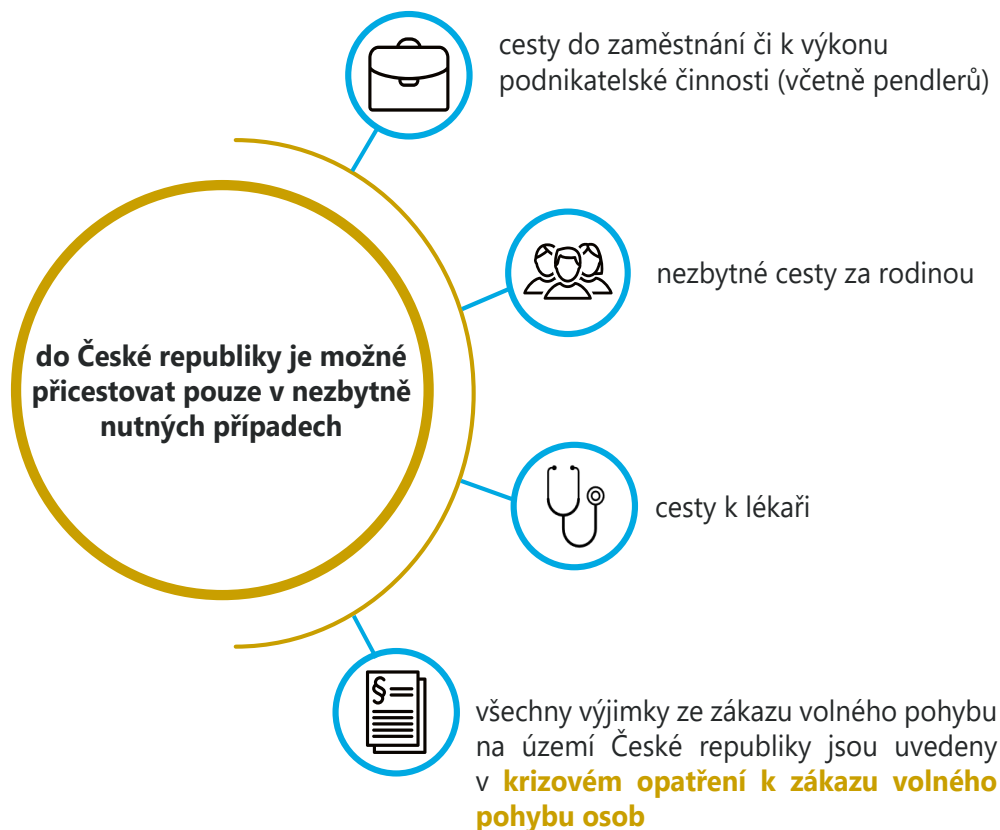 cesty do zaměstnání či k výkonu
podnikatelské činnosti (včetně pendlerů)
nezbytné cesty za rodinou
do České republiky je možné
přicestovat pouze v nezbytně
nutných případech
cesty k lékaři
§
všechny výjimky ze zákazu volného pohybu
na území České republiky jsou uvedeny
v krizovém opatření k zákazu volného
pohybu osob